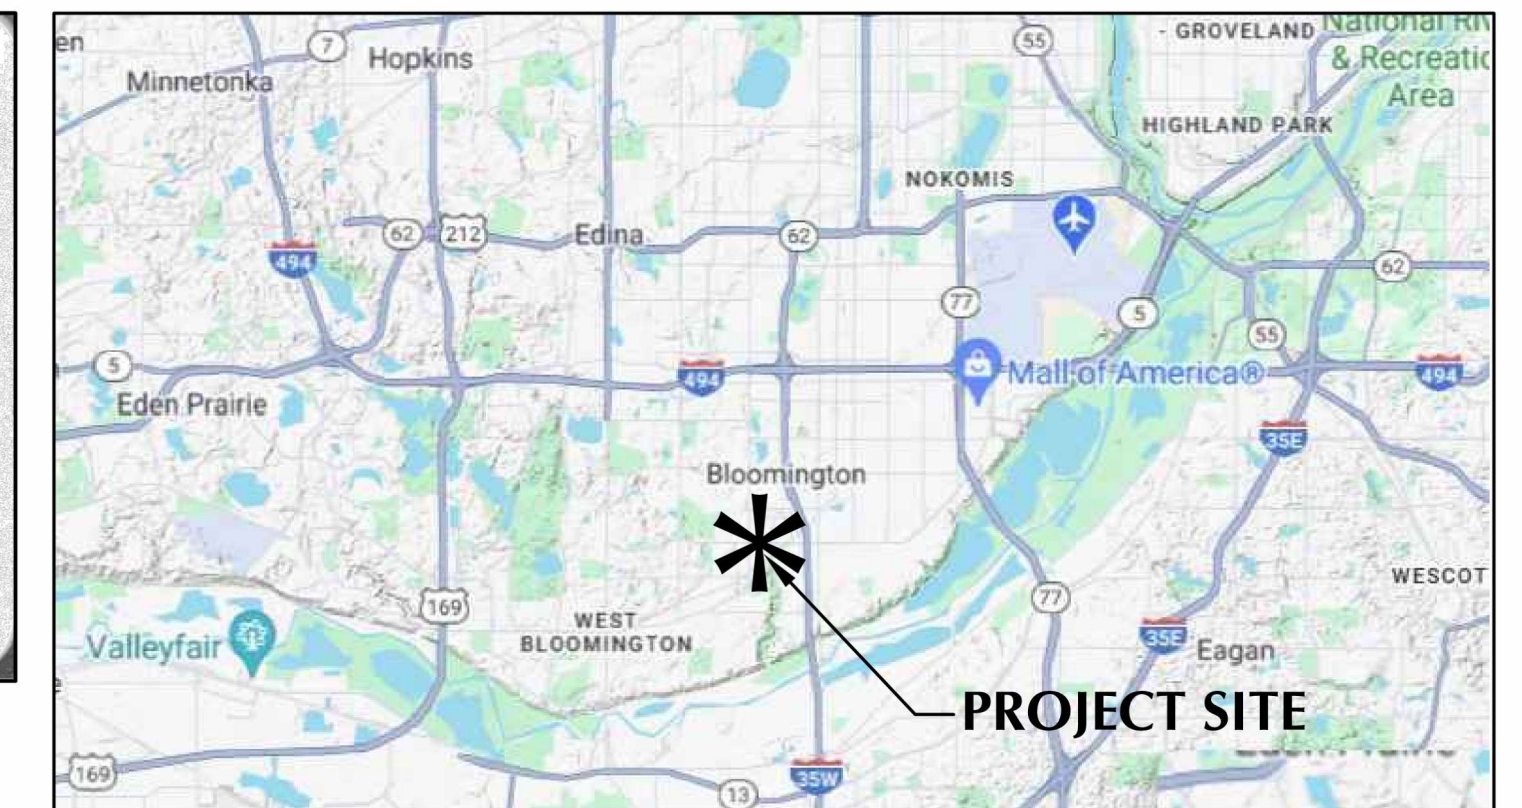 National Riv
& Recreatio
Area
- GROVELAND
55
7
Hopkins
en
Minnetonka
HIGHLAND PARK
NOKOMIS
62
212
Edina
62
494
62
77
5
55
5
494
Mall of America®
494
Eden Prairie
35E
Bloomington
WESCOT
77
169
WEST
BLOOMINGTON
35E
Valleyfair
Eagan
PROJECT SITE
169
35W
13